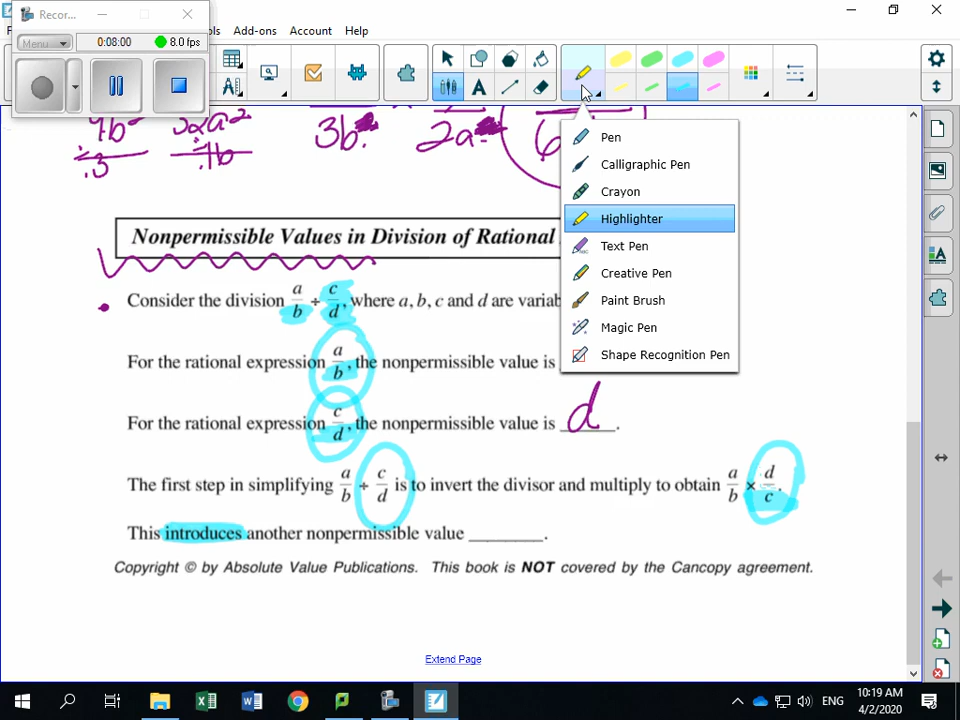 Recor...
Menu
0:08:00
8.0 fps
Add-ons Account Help
3b
2a
Pen
Calligraphic Pen
Crayon
Highlighter
Text Pen
Creative Pen
Paint Brush
Magic Pen
Shape Recognition Pen
Nonpermissible Values in Division of Rational
Consider the division a/b ÷ c/d, where a, b, c and d are variab
For the rational expression a/b, the nonpermissible value is
For the rational expression c/d, the nonpermissible value is d.
The first step in simplifying a/b ÷ c/d is to invert the divisor and multiply to obtain a/b × d/c.
This introduces another nonpermissible value ________.
Copyright © by Absolute Value Publications. This book is NOT covered by the Cancopy agreement.
Extend Page
ENG
10:19 AM
4/2/2020